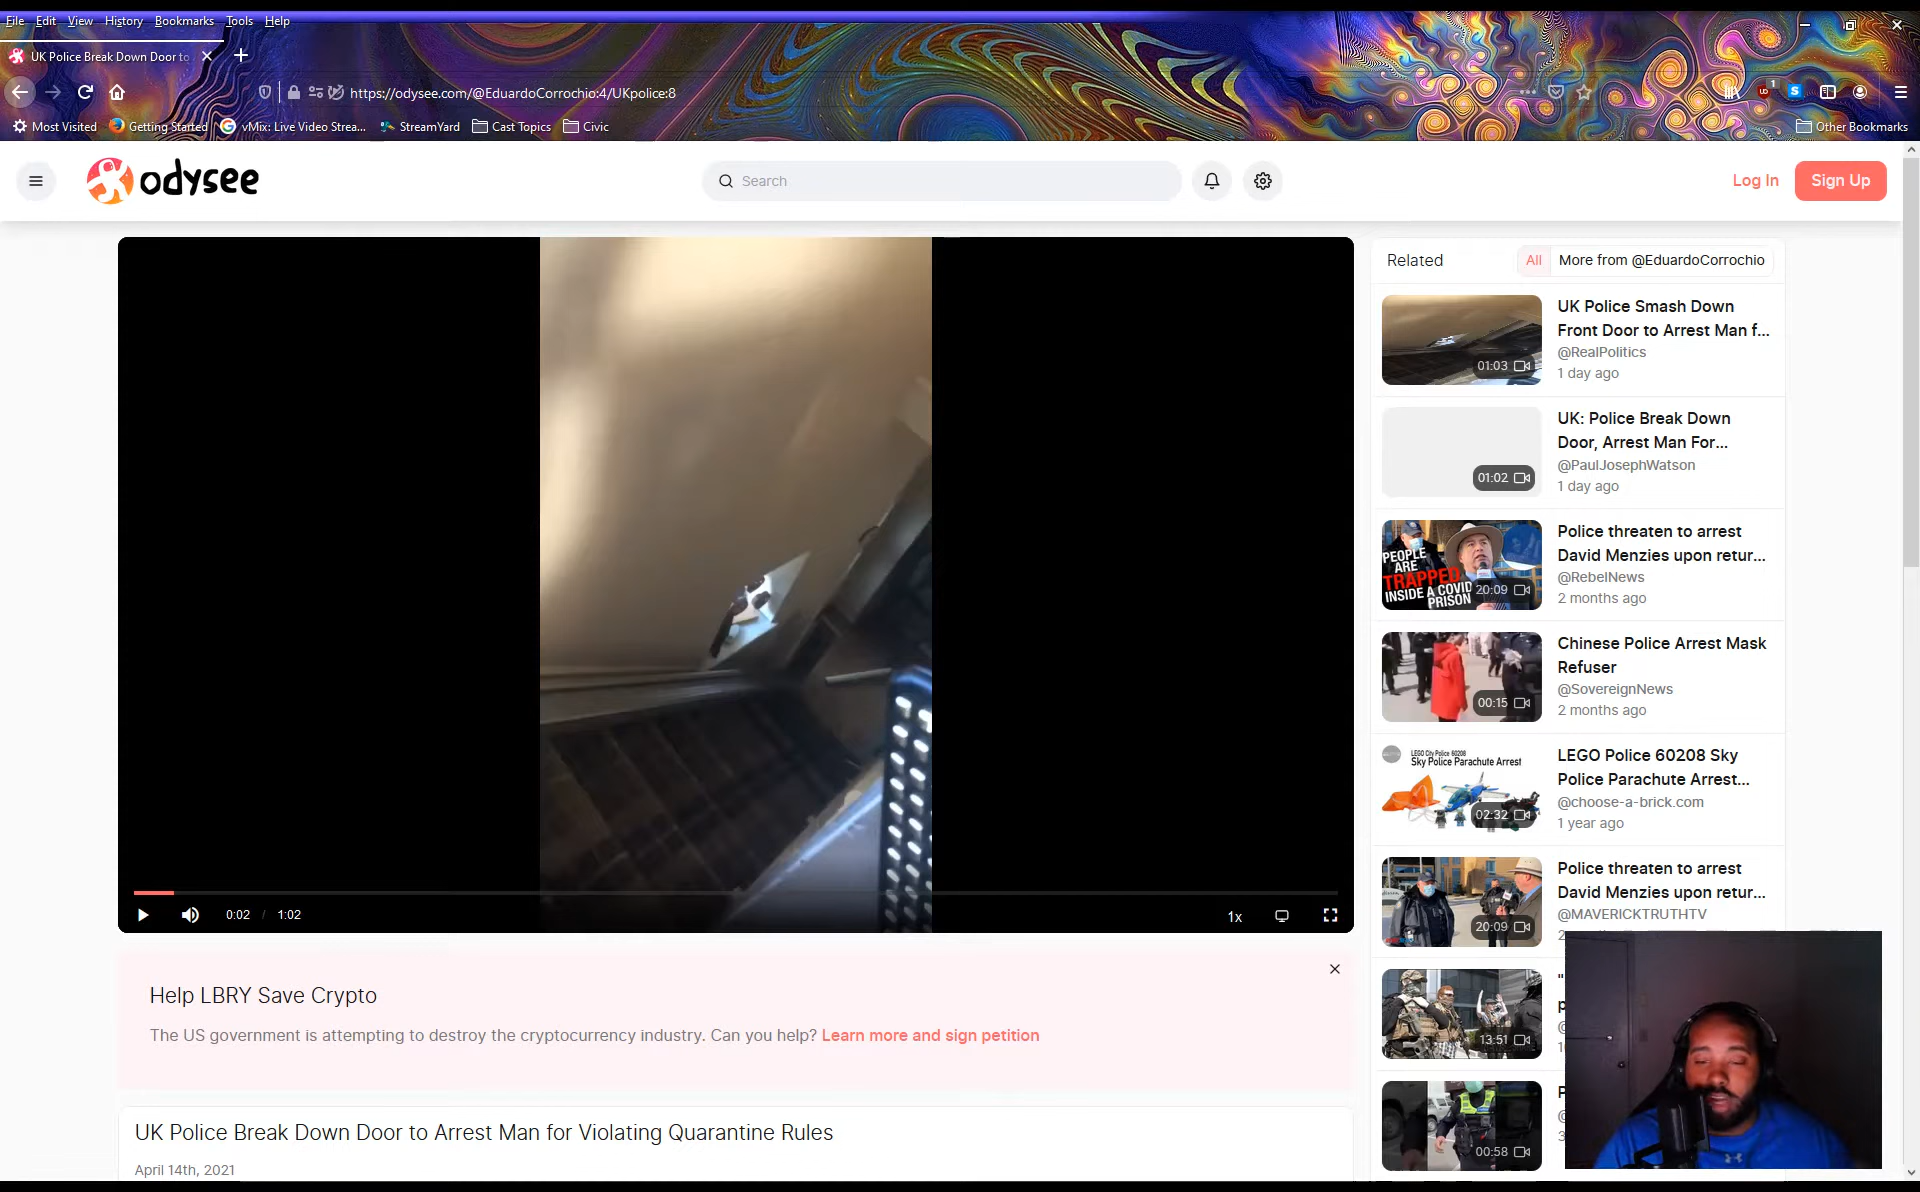 File Edit View History Bookmarks Tools Help
UK Police Break Down Door to
https://odysee.com/@EduardoCorrochio:4/UKpolice:8
1
Most Visited Getting Started vMix: Live Video Strea... StreamYard Cast Topics Civic Other Bookmarks
odysee
Search
Log In
Sign Up
Related
All
More from @EduardoCorrochio
01:03
UK Police Smash Down
Front Door to Arrest Man f...
@RealPolitics
1 day ago
01:02
UK: Police Break Down
Door, Arrest Man For...
@PaulJosephWatson
1 day ago
PEOPLE
ARE
TRAPPED
INSIDE A COVID
PRISON
20:09
Police threaten to arrest
David Menzies upon retur...
@RebelNews
2 months ago
00:15
Chinese Police Arrest Mask
Refuser
@SovereignNews
2 months ago
LEGO City Police 60208
Sky Police Parachute Arrest
02:32
LEGO Police 60208 Sky
Police Parachute Arrest...
@choose-a-brick.com
1 year ago
20:09
Police threaten to arrest
David Menzies upon retur...
@MAVERICKTRUTHTV
13:51
00:58
0:02 / 1:02
1x
Help LBRY Save Crypto
The US government is attempting to destroy the cryptocurrency industry. Can you help? Learn more and sign petition
UK Police Break Down Door to Arrest Man for Violating Quarantine Rules
April 14th, 2021